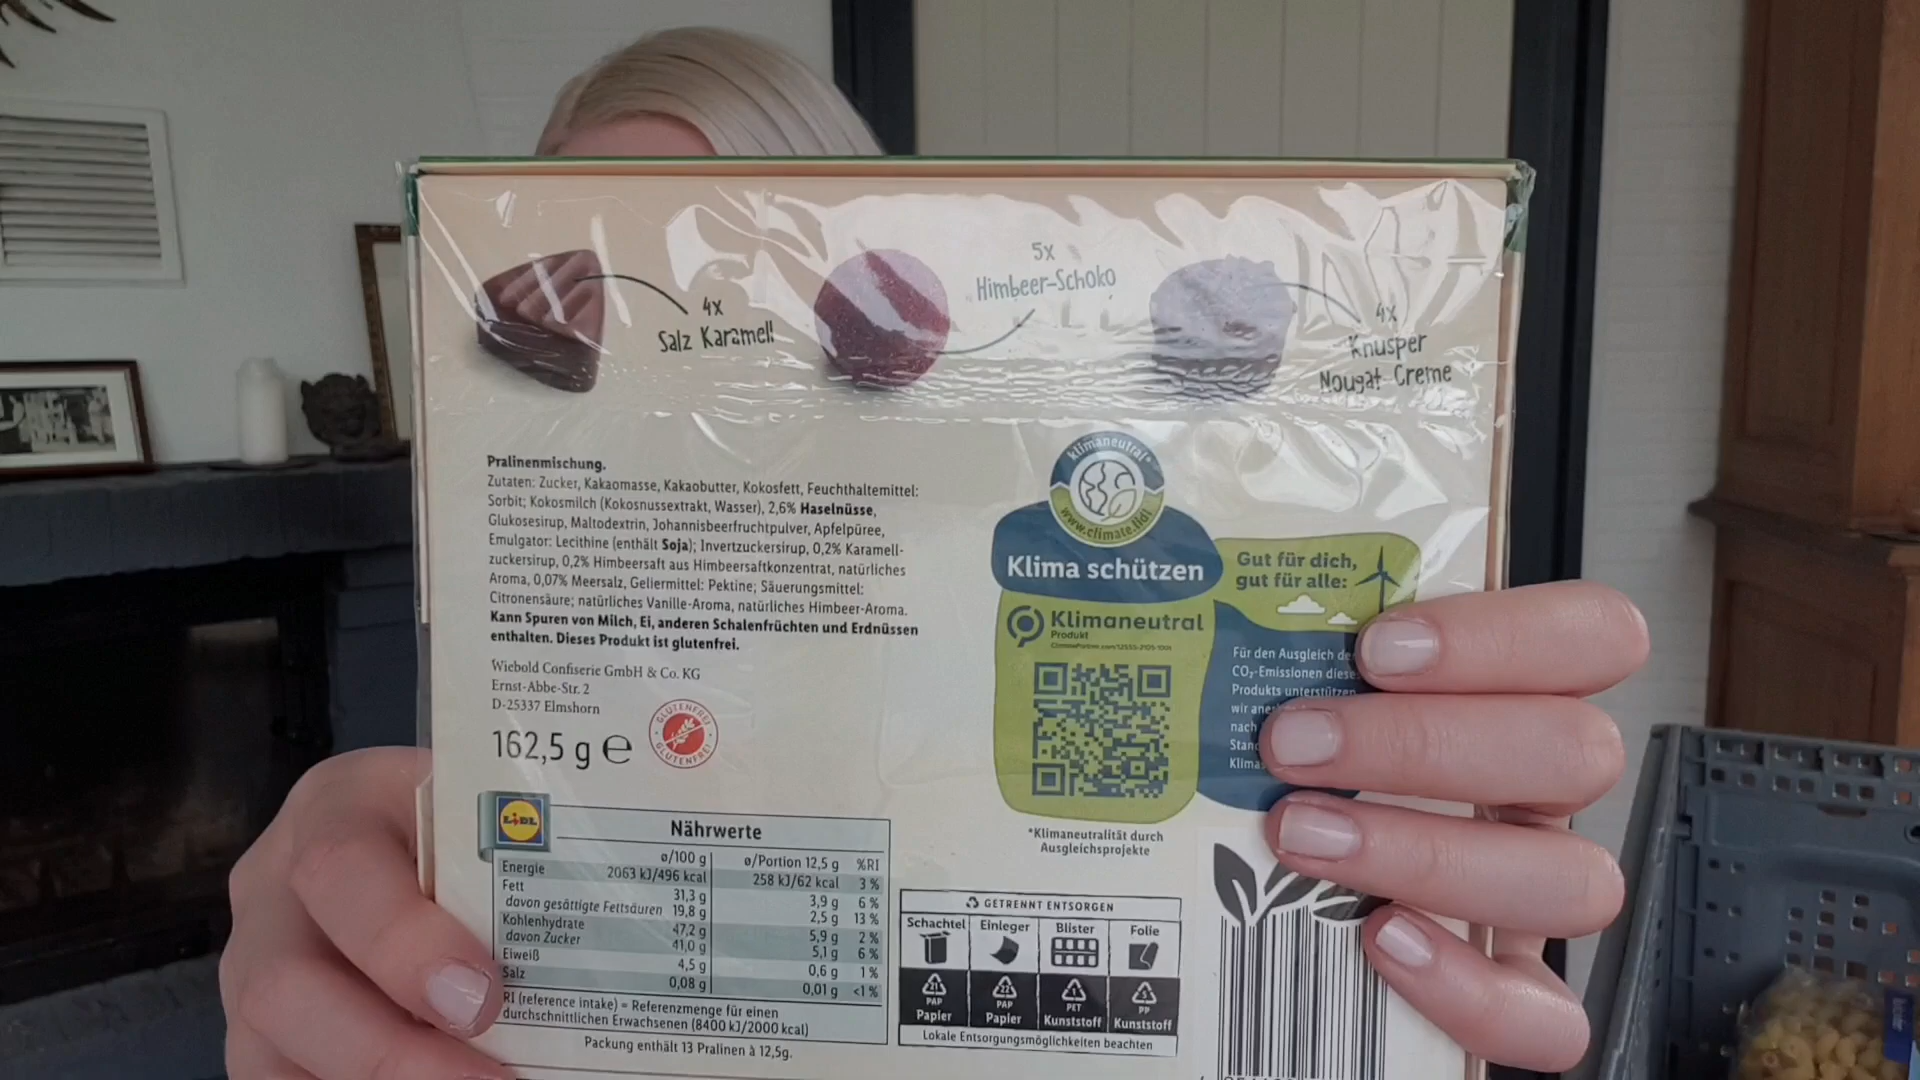 4x
Salz Karamell
5x
Himbeer-Schoko
4x
Knusper
Nougat-Creme
Pralinenmischung.
Zutaten: Zucker, Kakaomasse, Kakaobutter, Kokosfett, Feuchthaltemittel:
Sorbit; Kokosmilch (Kokosnussextrakt, Wasser), 2,6% Haselnüsse,
Glukosesirup, Maltodextrin, Johannisbeerfruchtpulver, Apfelpüree,
Emulgator: Lecithine (enthält Soja); Invertzuckersirup, 0,2% Karamell-
zuckersirup, 0,2% Himbeersaft aus Himbeersaftkonzentrat, natürliches
Aroma, 0,07% Meersalz, Geliermittel: Pektine; Säuerungsmittel:
Citronensäure; natürliches Vanille-Aroma, natürliches Himbeer-Aroma.
Kann Spuren von Milch, Ei, anderen Schalenfrüchten und Erdnüssen
enthalten. Dieses Produkt ist glutenfrei.
Wiebold Confiserie GmbH & Co. KG
Ernst-Abbe-Str. 2
D-25337 Elmshorn
162,5 g e
GLUTENFREI
GLUTENFREI
klimaneutral*
www.climate.lidl
Klima schützen
Klimaneutral
Produkt
Gut für dich,
gut für alle:
Für den Ausgleich
CO₂-Emissionen
Produkts unterstützen
wir
nach
*Klimaneutralität durch
Ausgleichsprojekte
LIDL
Nährwerte
ø/100 g ø/Portion 12,5 g %RI
Energie 2063 kJ/496 kcal 258 kJ/62 kcal 3 %
Fett 31,3 g 3,9 g 6 %
davon gesättigte Fettsäuren 19,8 g 2,5 g 13 %
Kohlenhydrate 47,2 g 5,9 g 2 %
davon Zucker 41,0 g 5,1 g 6 %
Eiweiß 4,5 g 0,6 g 1 %
Salz 0,08 g 0,01 g <1 %
RI (reference intake) = Referenzmenge für einen
durchschnittlichen Erwachsenen (8400 kJ/2000 kcal)
Packung enthält 13 Pralinen à 12,5g.
GETRENNT ENTSORGEN
Schachtel Einleger Blister Folie
21 22 1 5
PAP PAP PET PP
Papier Papier Kunststoff Kunststoff
Lokale Entsorgungsmöglichkeiten beachten